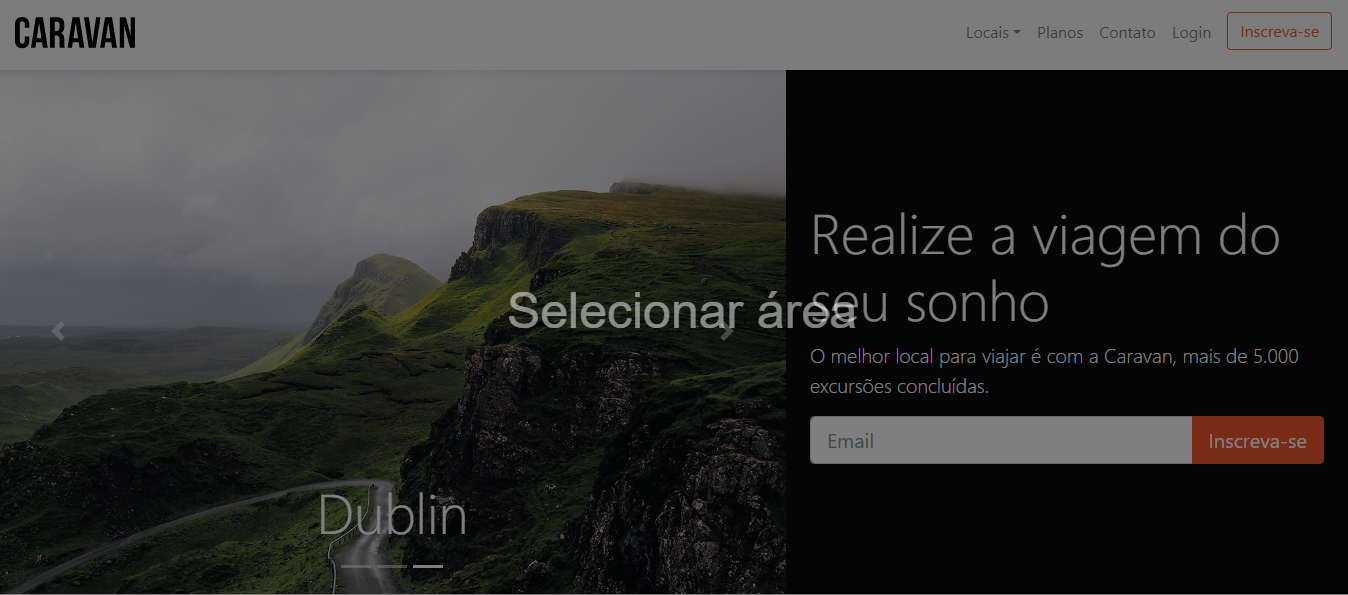 CARAVAN
Locais Planos Contato Login Inscreva-se
Realize a viagem do
seu sonho
Selecionar área
O melhor local para viajar é com a Caravan, mais de 5.000
excursões concluídas.
Email Inscreva-se
Dublin